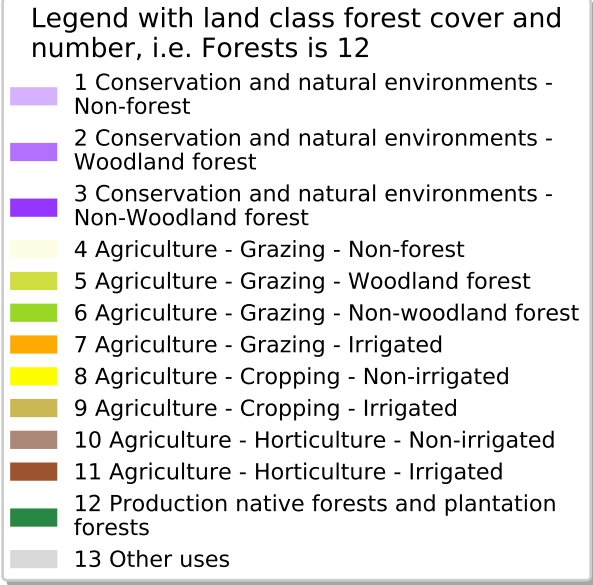 Legend with land class forest cover and
number, i.e. Forests is 12
1 Conservation and natural environments -
Non-forest
2 Conservation and natural environments -
Woodland forest
3 Conservation and natural environments -
Non-Woodland forest
4 Agriculture - Grazing - Non-forest
5 Agriculture - Grazing - Woodland forest
6 Agriculture - Grazing - Non-woodland forest
7 Agriculture - Grazing - Irrigated
8 Agriculture - Cropping - Non-irrigated
9 Agriculture - Cropping - Irrigated
10 Agriculture - Horticulture - Non-irrigated
11 Agriculture - Horticulture - Irrigated
12 Production native forests and plantation
forests
13 Other uses